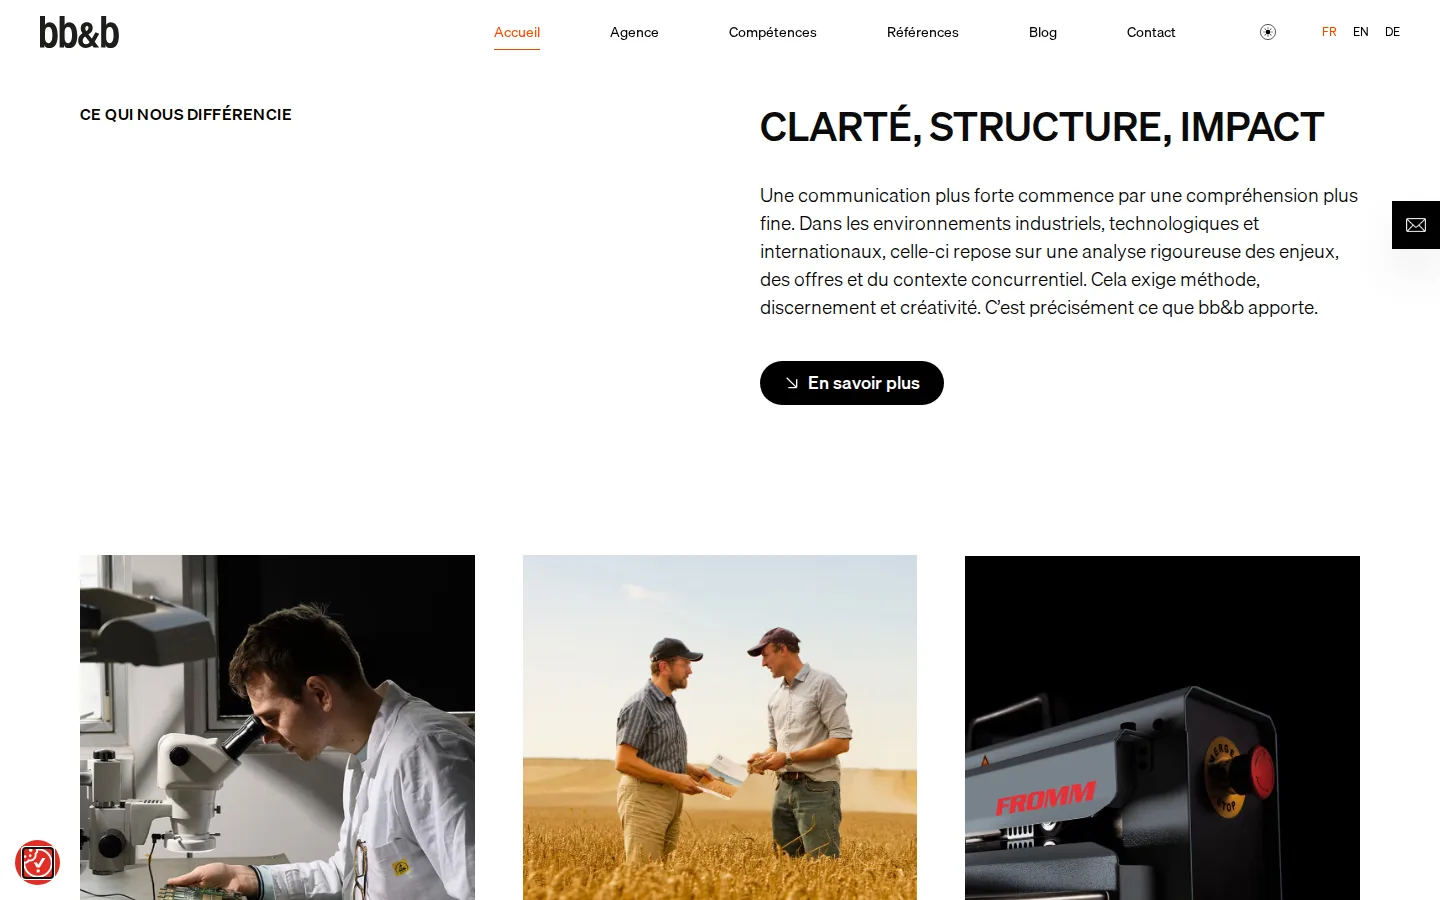 bb&b
Accueil
Agence
Compétences
Références
Blog
Contact
FR
EN
DE
CE QUI NOUS DIFFÉRENCIE
CLARTÉ, STRUCTURE, IMPACT
Une communication plus forte commence par une compréhension plus
fine. Dans les environnements industriels, technologiques et
internationaux, celle-ci repose sur une analyse rigoureuse des enjeux,
des offres et du contexte concurrentiel. Cela exige méthode,
discernement et créativité. C’est précisément ce que bb&b apporte.
En savoir plus
FROMM
STOP